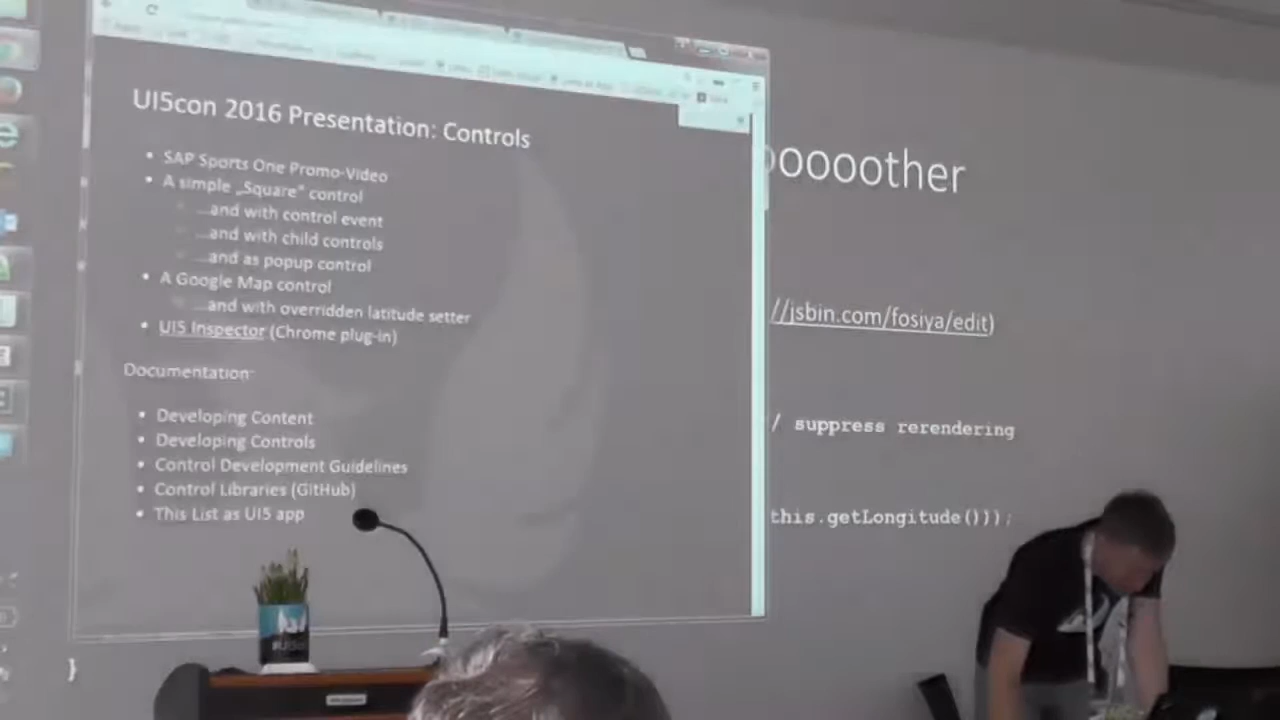 UI5con 2016 Presentation: Controls
• SAP Sports One Promo-Video
• A simple „Square“ control
...and with control event
...and with child controls
...and as popup control
• A Google Map control
...and with overridden latitude setter
• UI5 Inspector (Chrome plug-in)
Documentation:
• Developing Content
• Developing Controls
• Control Development Guidelines
• Control Libraries (GitHub)
• This List as UI5 app
oooother
//jsbin.com/fosiya/edit)
/ suppress rerendering
this.getLongitude()));
}